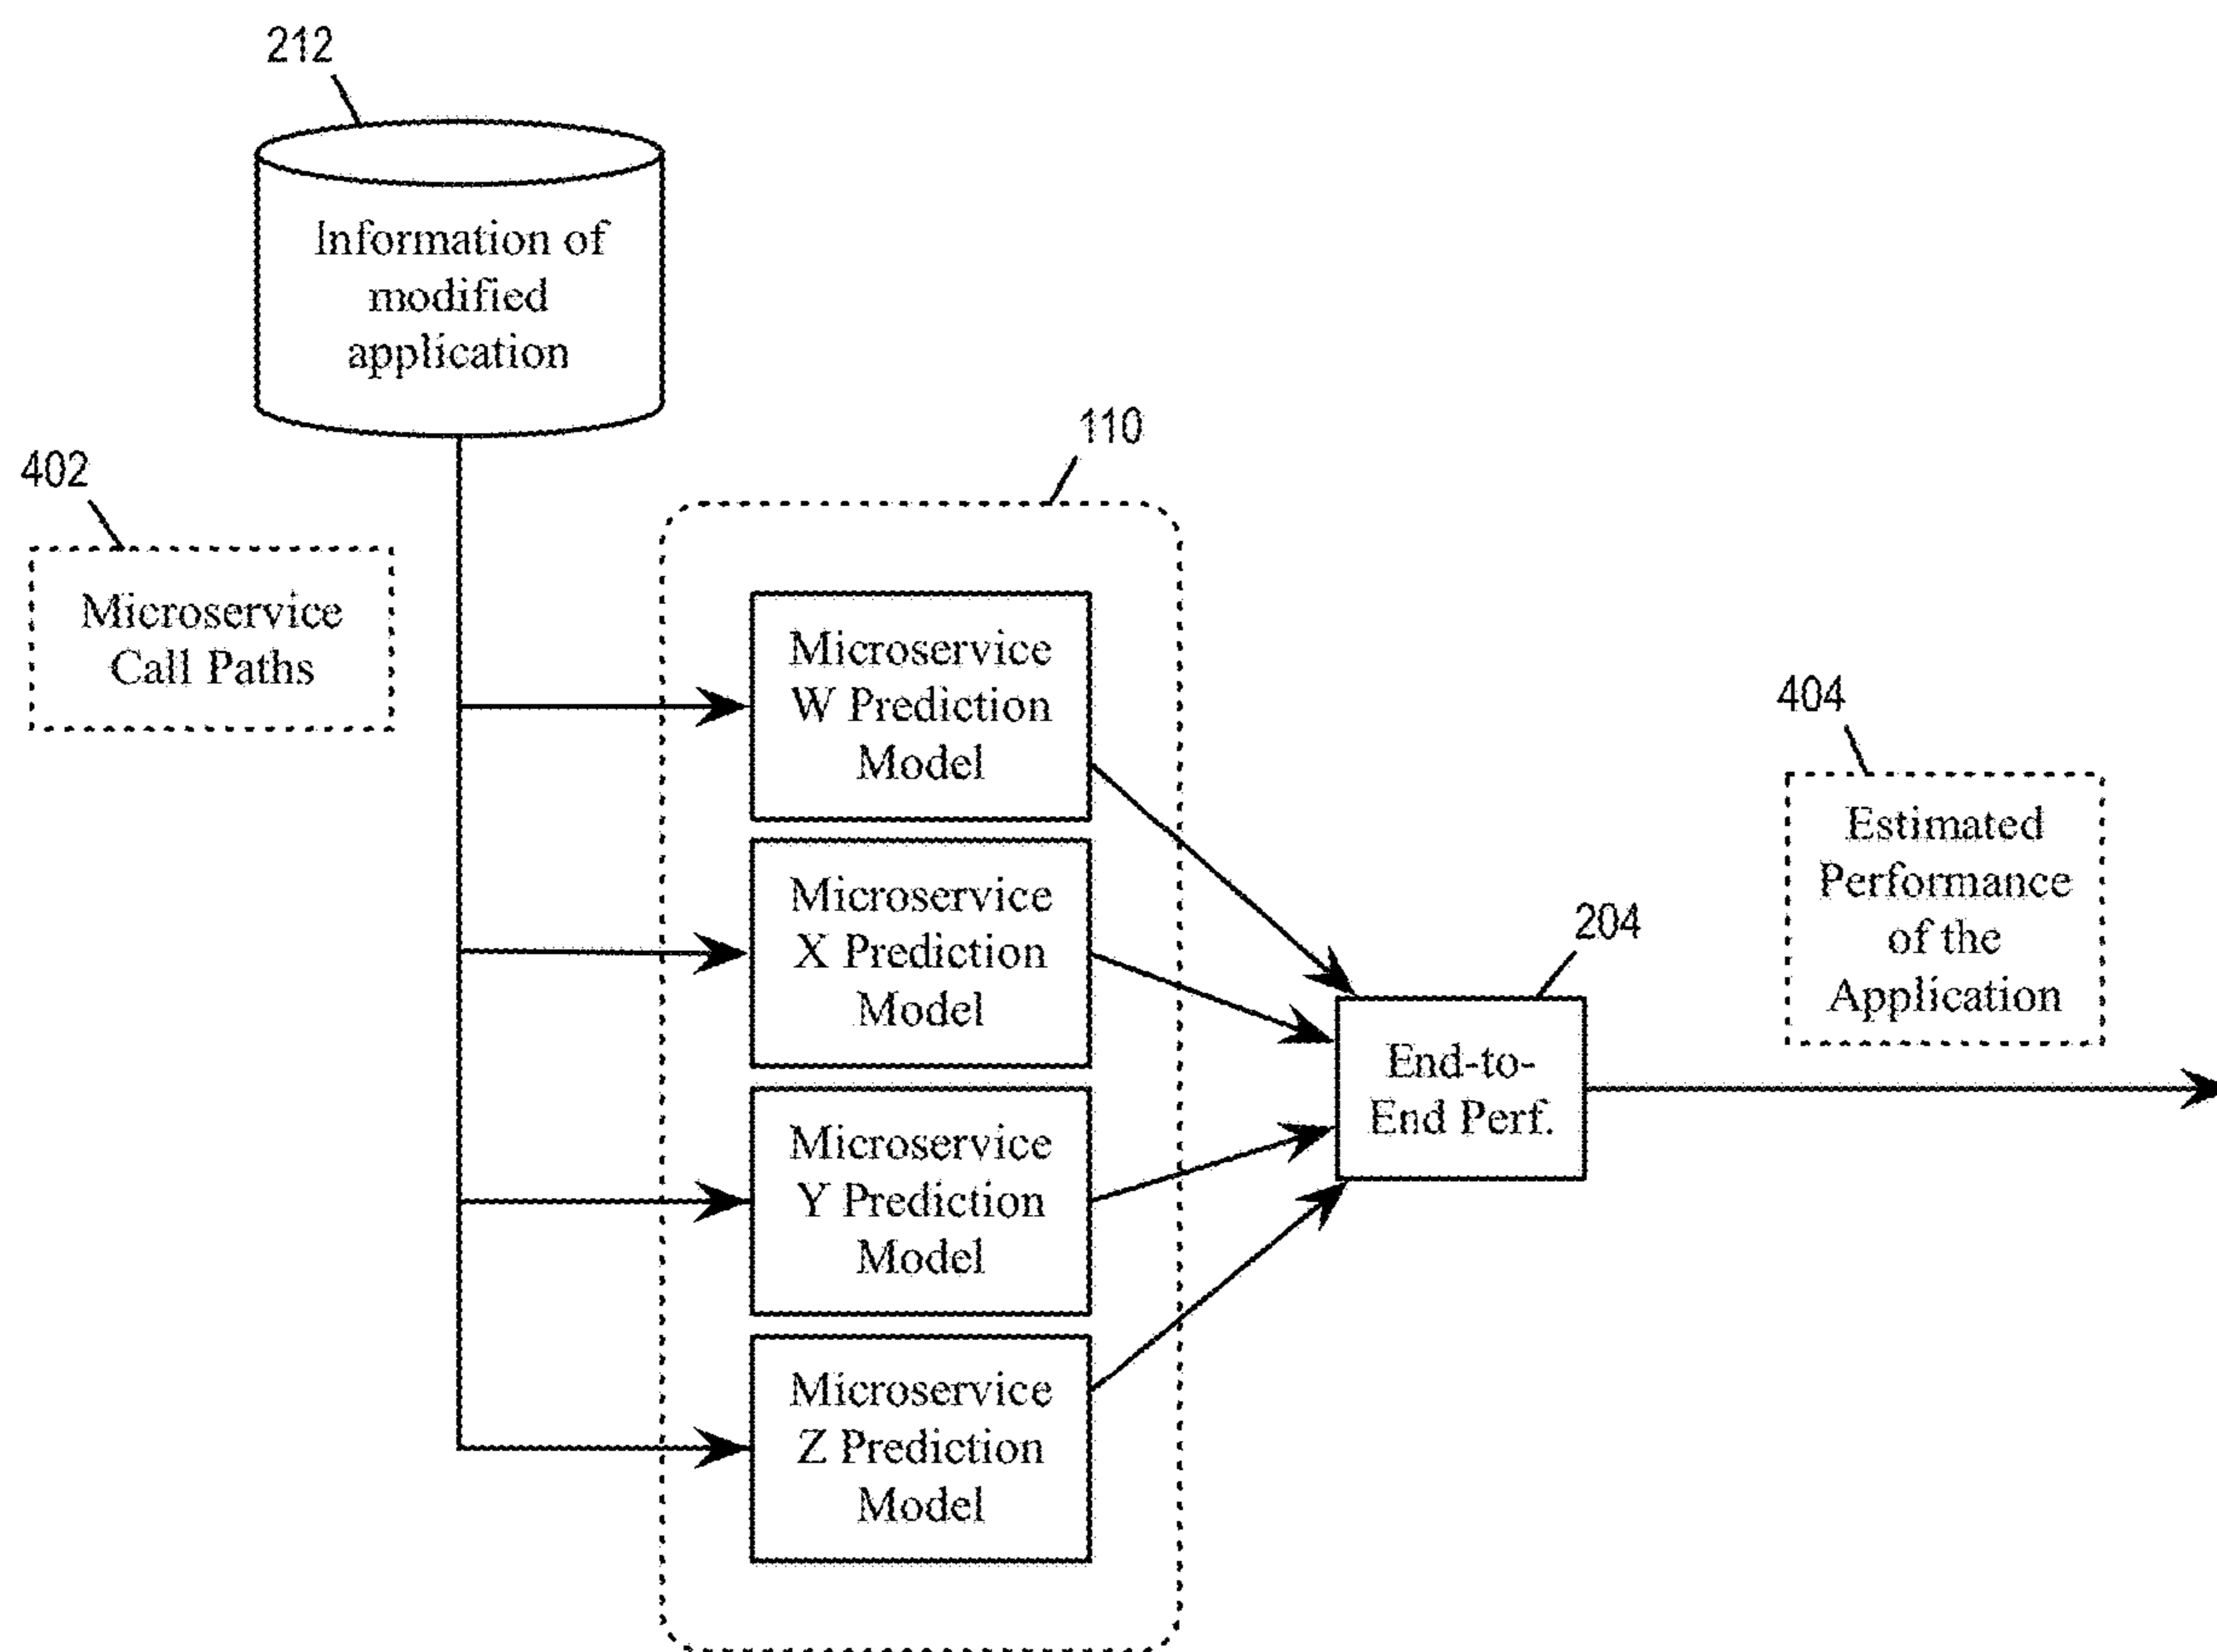 212
Information of
modified
application
110
402
Microservice
Call Paths
Microservice
W Prediction
Model
Microservice
X Prediction
Model
Microservice
Y Prediction
Model
Microservice
Z Prediction
Model
204
End-to-
End Perf.
404
Estimated
Performance
of the
Application